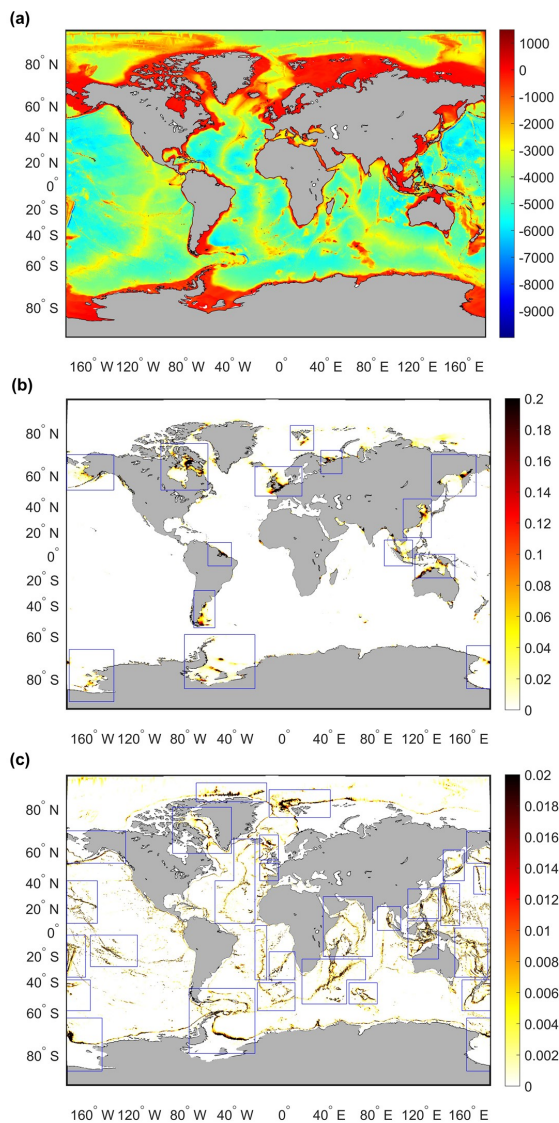 (a)
80° N
60° N
40° N
20° N
0°
20° S
40° S
60° S
80° S
160° W 120° W 80° W 40° W 0° 40° E 80° E 120° E 160° E
1000
0
-1000
-2000
-3000
-4000
-5000
-6000
-7000
-8000
-9000
(b)
80° N
60° N
40° N
20° N
0°
20° S
40° S
60° S
80° S
160° W 120° W 80° W 40° W 0° 40° E 80° E 120° E 160° E
0.2
0.18
0.16
0.14
0.12
0.1
0.08
0.06
0.04
0.02
0
(c)
80° N
60° N
40° N
20° N
0°
20° S
40° S
60° S
80° S
160° W 120° W 80° W 40° W 0° 40° E 80° E 120° E 160° E
0.02
0.018
0.016
0.014
0.012
0.01
0.008
0.006
0.004
0.002
0